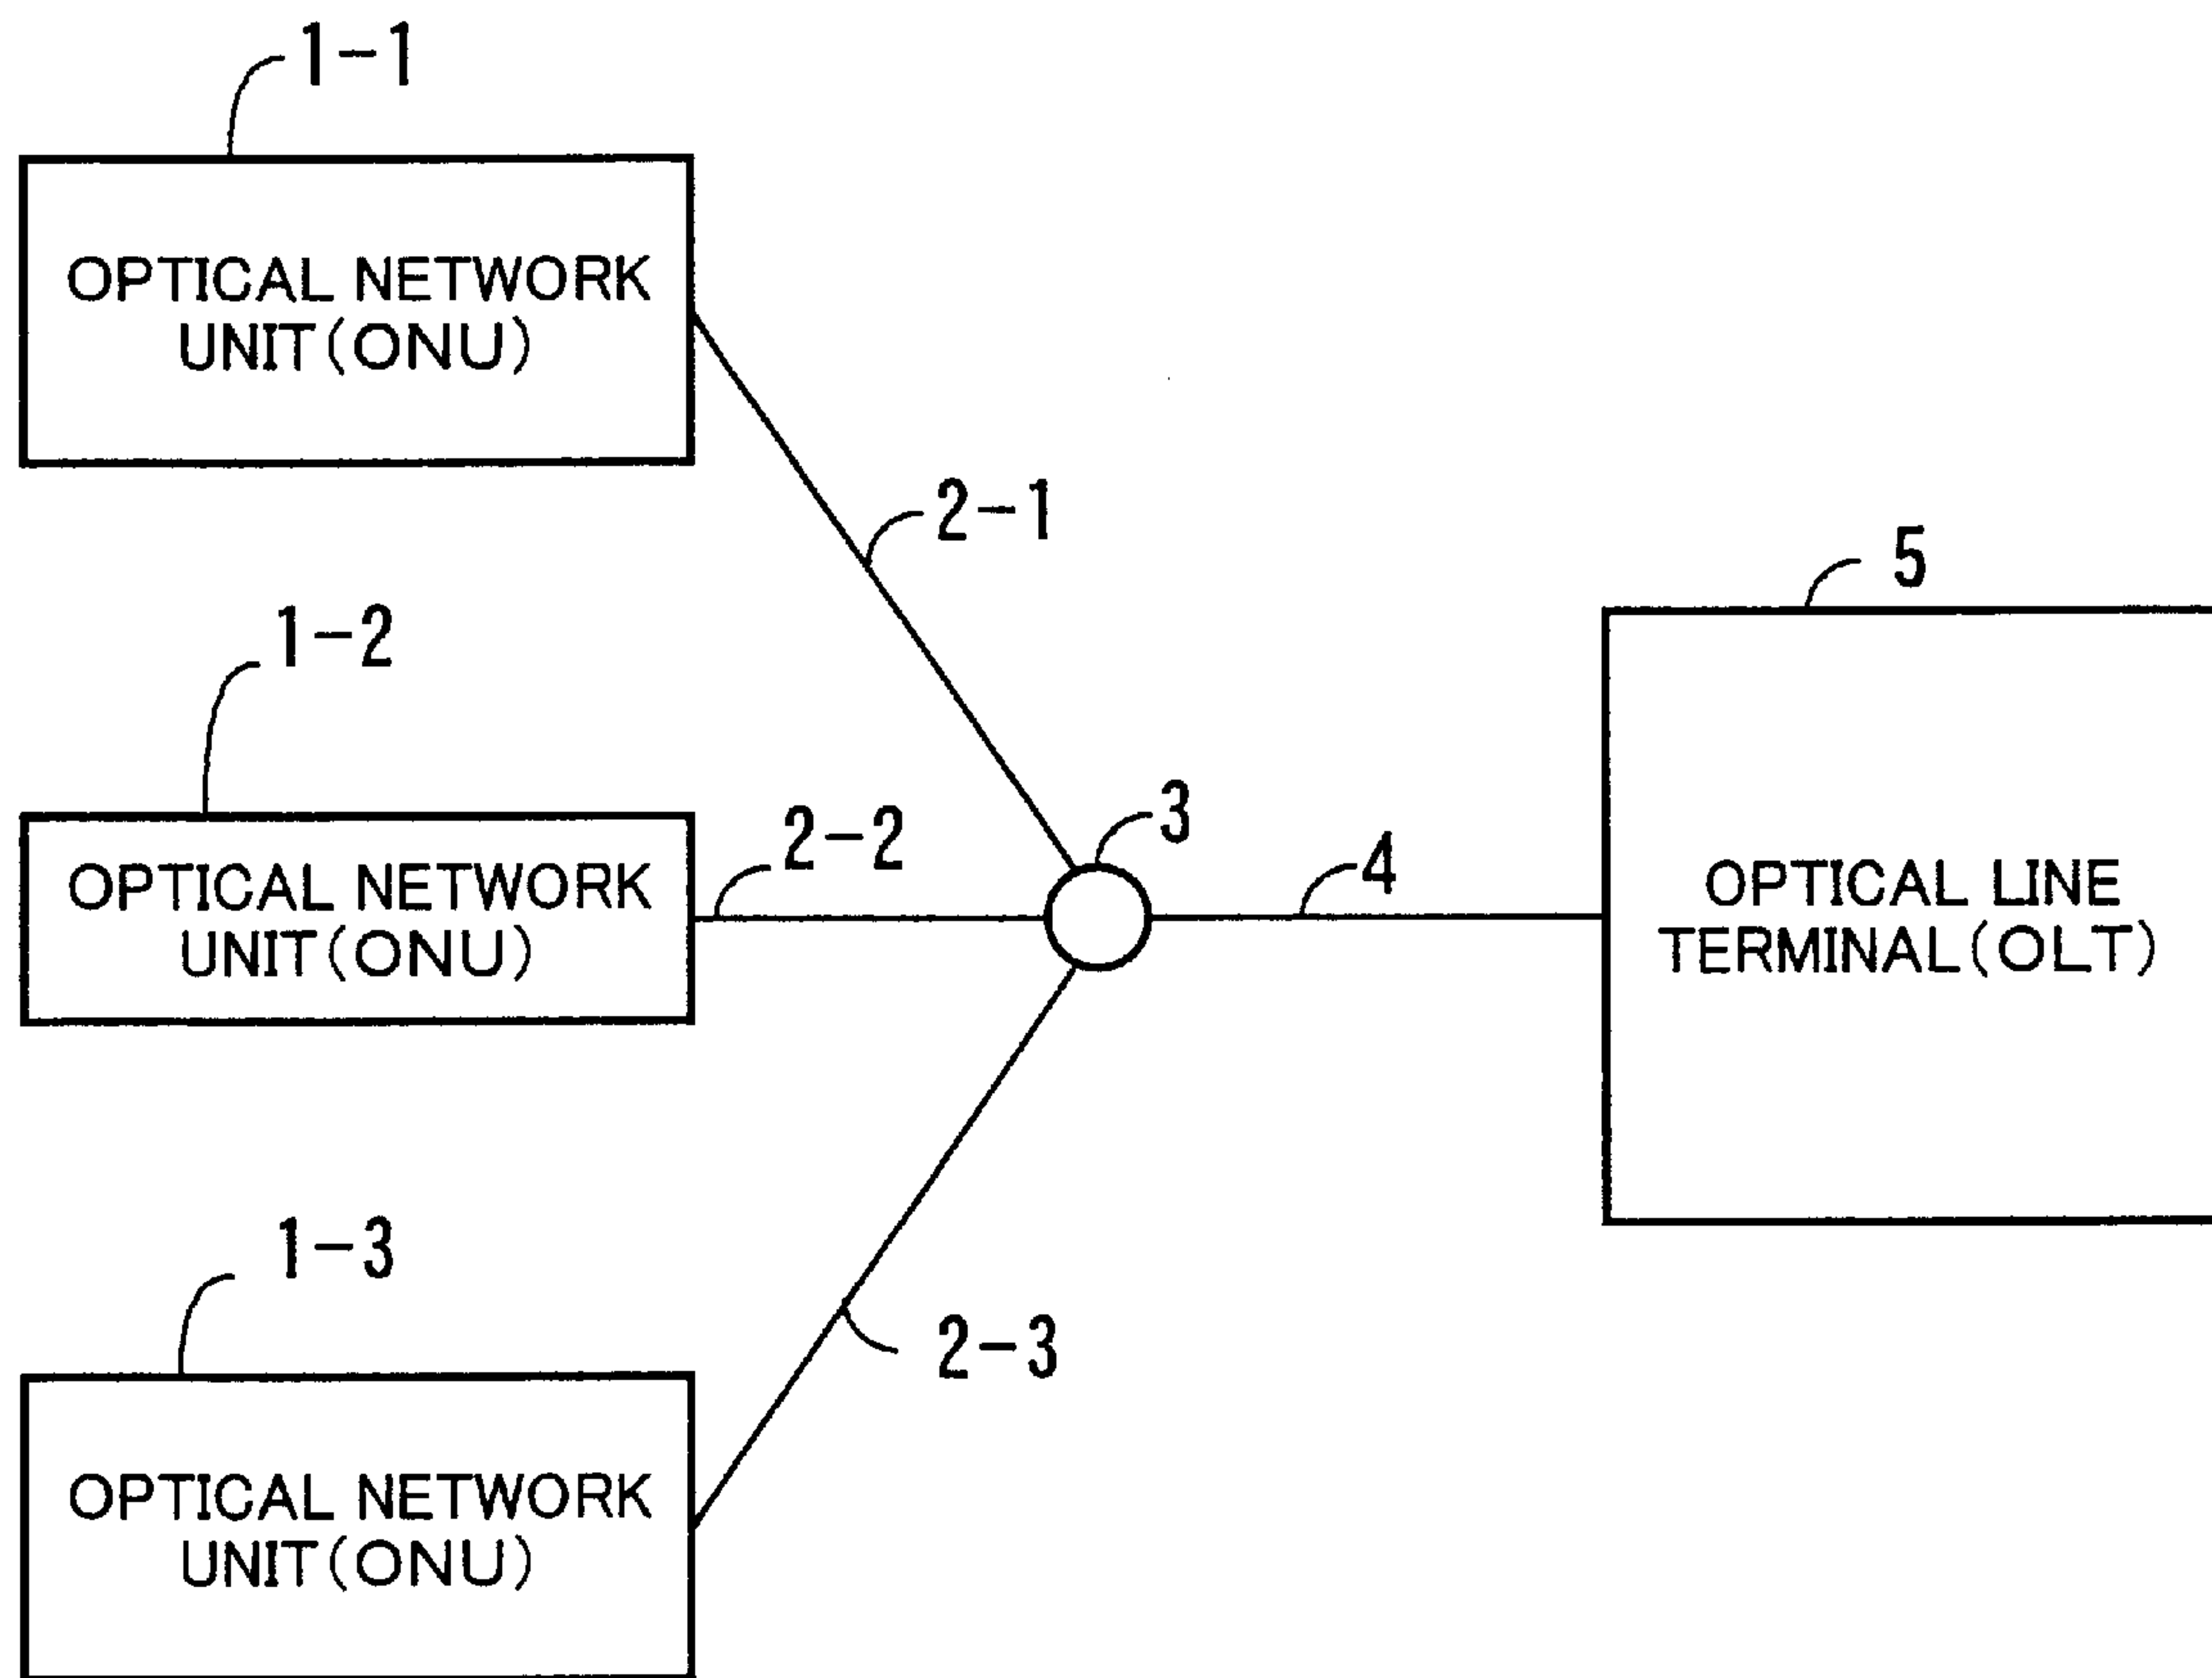 1-1
OPTICAL NETWORK
UNIT(ONU)
2-1
5
1-2
3
2-2
4
OPTICAL NETWORK
UNIT(ONU)
OPTICAL LINE
TERMINAL(OLT)
1-3
2-3
OPTICAL NETWORK
UNIT(ONU)